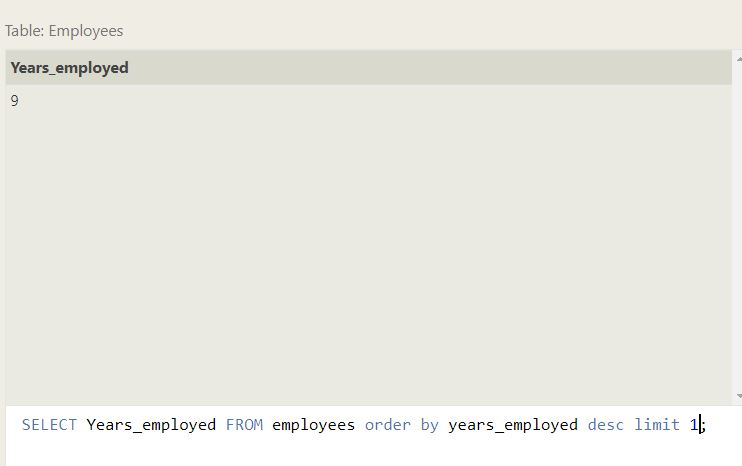 Table: Employees
Years_employed
9
SELECT Years_employed FROM employees order by years_employed desc limit 1;